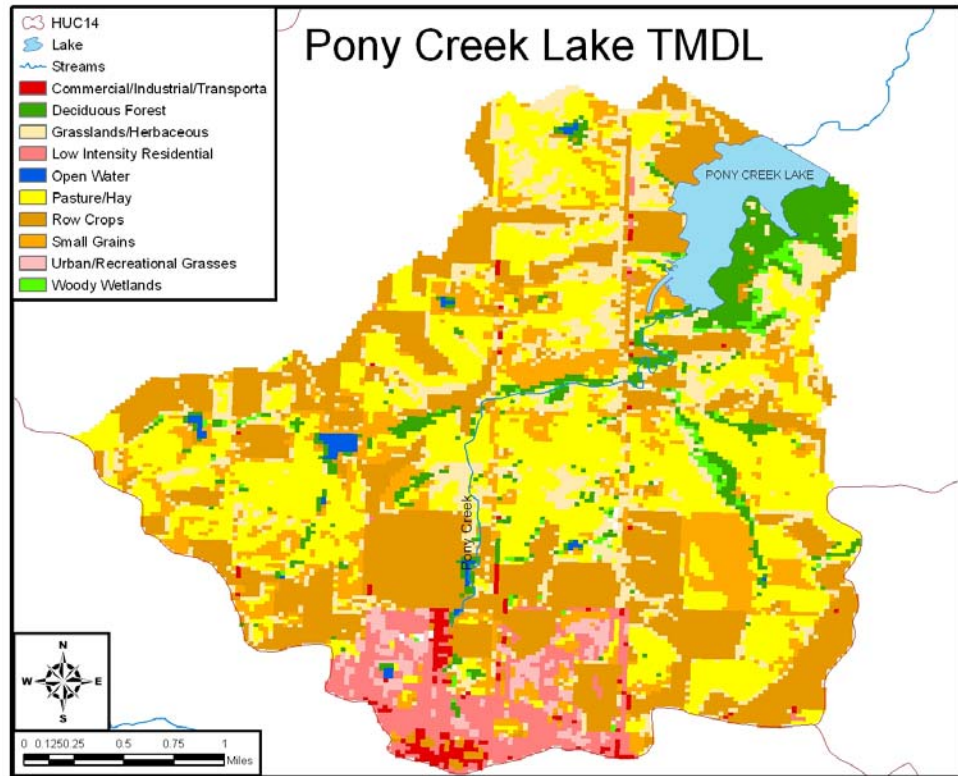 Pony Creek Lake TMDL
HUC14
Lake
Streams
Commercial/Industrial/Transporta
Deciduous Forest
Grasslands/Herbaceous
Low Intensity Residential
Open Water
Pasture/Hay
Row Crops
Small Grains
Urban/Recreational Grasses
Woody Wetlands
PONY CREEK LAKE
Pony Creek
N
W E
S
0 0.1250.25 0.5 0.75 1
Miles